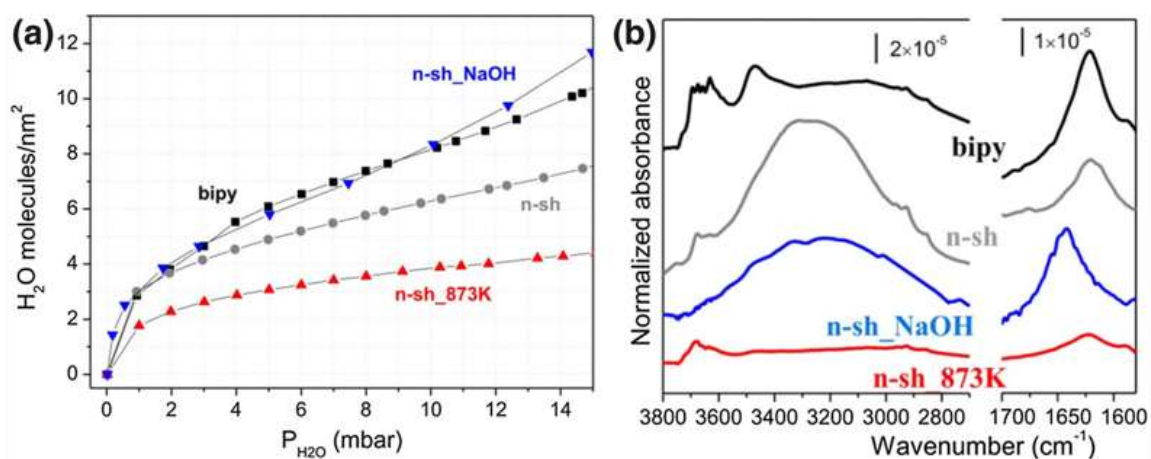 (a)
H₂O molecules/nm²
12
10
8
6
4
2
0
n-sh_NaOH
bipy
n-sh
n-sh_873K
0 2 4 6 8 10 12 14
P_H2O (mbar)
(b)
Normalized absorbance
2×10⁻⁵
1×10⁻⁵
bipy
n-sh
n-sh_NaOH
n-sh_873K
3800 3600 3400 3200 3000 2800 1700 1650 1600
Wavenumber (cm⁻¹)